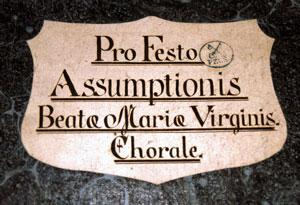 Pro Festo
Assumptionis
Beatæ Mariæ Virginis.
Chorale.